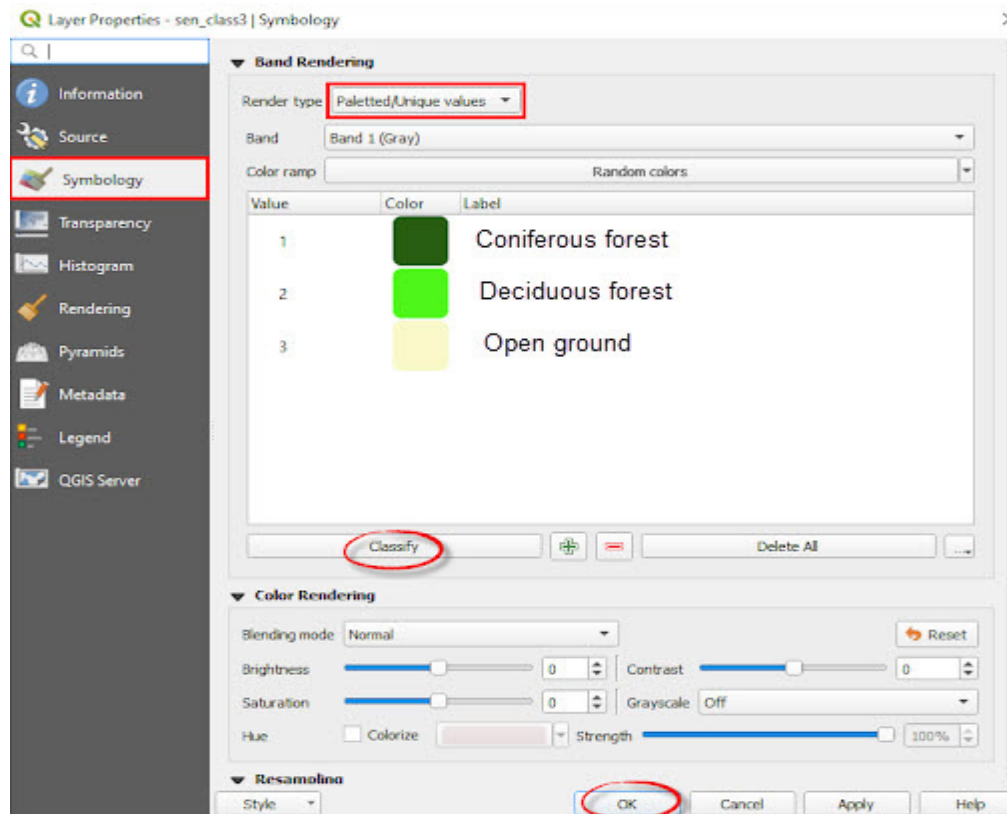 Layer Properties - sen_class3 | Symbology
Information
Source
Symbology
Transparency
Histogram
Rendering
Pyramids
Metadata
Legend
QGIS Server
Band Rendering
Render type Paletted/Unique values
Band Band 1 (Gray)
Color ramp Random colors
Value Color Label
1 Coniferous forest
2 Deciduous forest
3 Open ground
Classify Delete All ...
Color Rendering
Blending mode Normal Reset
Brightness 0 Contrast 0
Saturation 0 Grayscale Off
Hue Colorize Strength 100%
Resampling
Style OK Cancel Apply Help